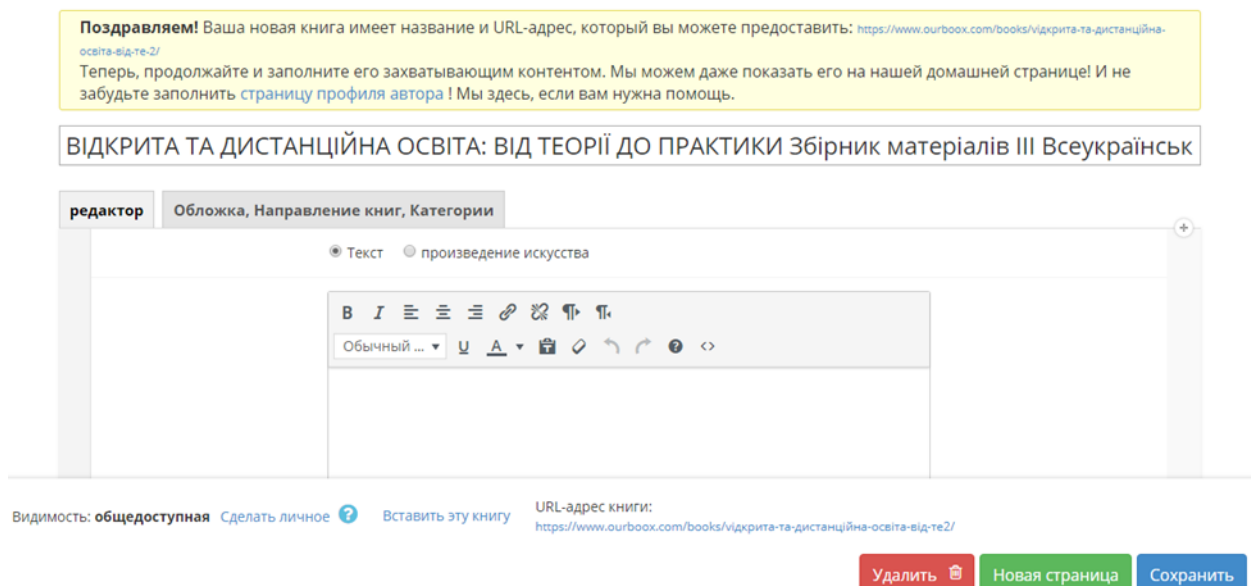 Поздравляем! Ваша новая книга имеет название и URL-адрес, который вы можете предоставить: https://www.ourboox.com/books/відкрита-та-дистанційна-
освіта-від-те-2/
Теперь, продолжайте и заполните его захватывающим контентом. Мы можем даже показать его на нашей домашней странице! И не
забудьте заполнить страницу профиля автора ! Мы здесь, если вам нужна помощь.
ВІДКРИТА ТА ДИСТАНЦІЙНА ОСВІТА: ВІД ТЕОРІЇ ДО ПРАКТИКИ Збірник матеріалів III Всеукраїнськ
редактор Обложка, Направление книг, Категории
Текст произведение искусства
B I
Обычный ... U A
Видимость: общедоступная Сделать личное ? Вставить эту книгу
URL-адрес книги:
https://www.ourboox.com/books/відкрита-та-дистанційна-освіта-від-те2/
Удалить Новая страница Сохранить